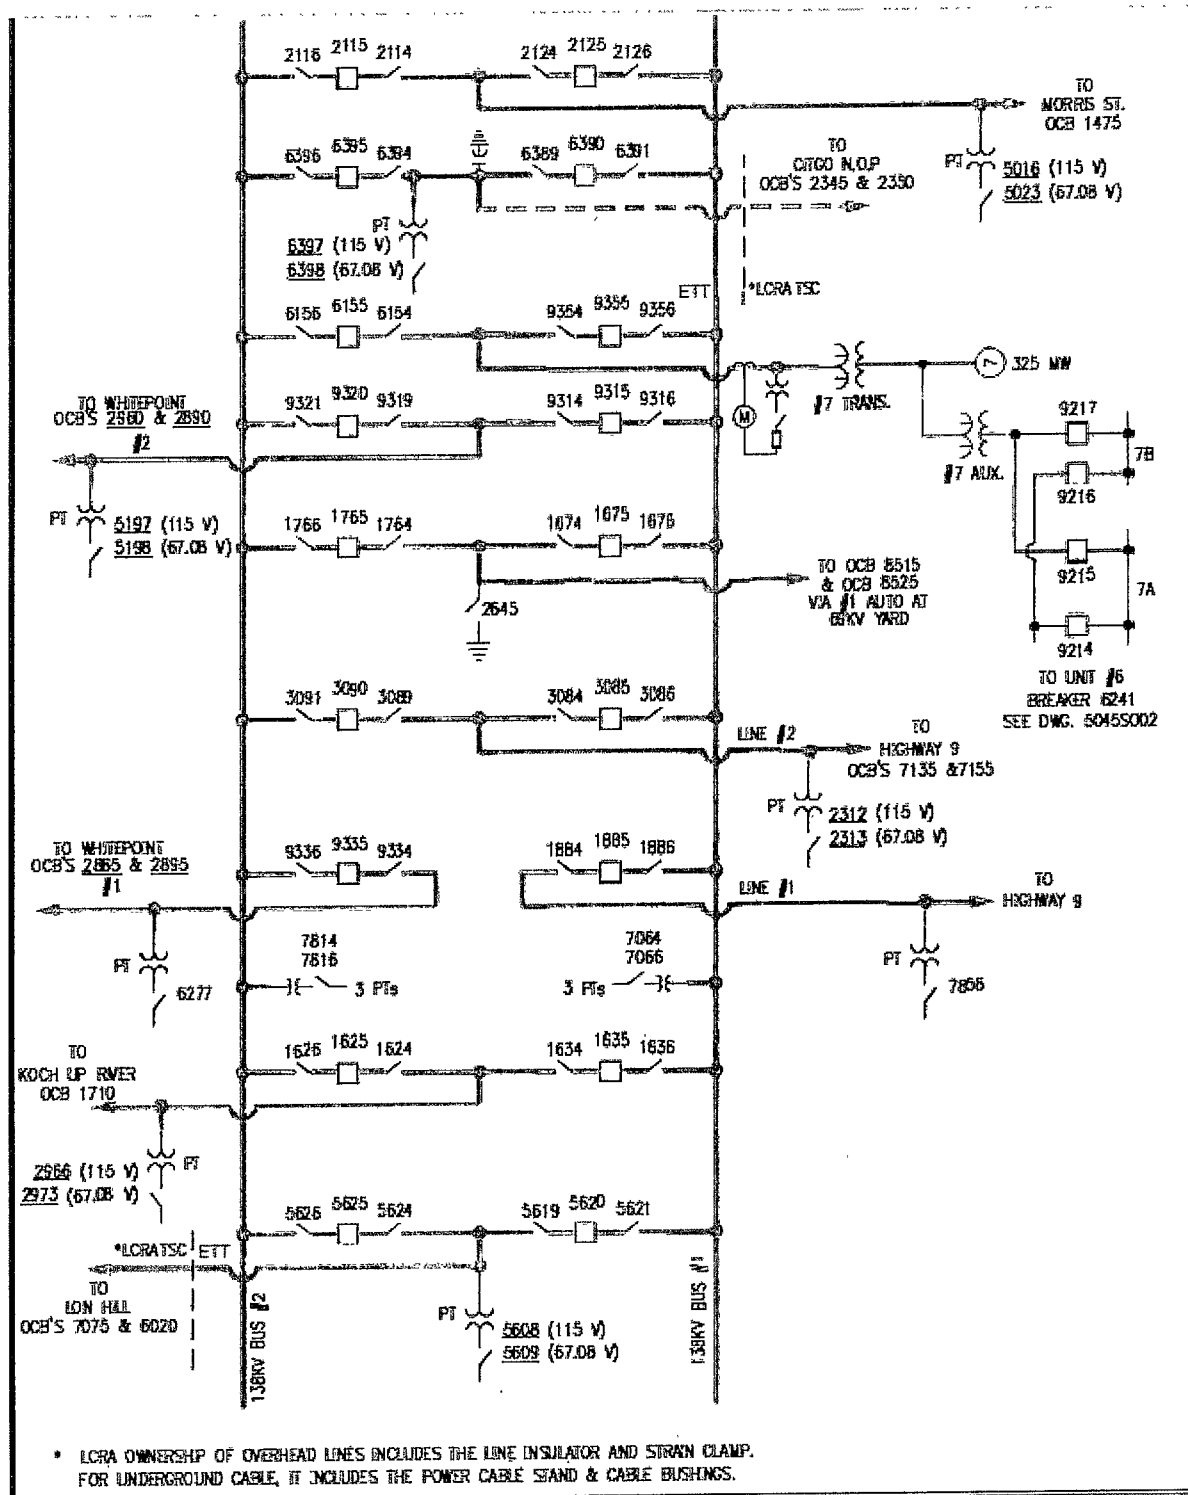 2116 2115 2114
2124 2125 2126
TO
MORRIS ST.
OCB 1475
6396 6395 6394
6389 6390 6391
TO
CITGO N.O.P
OCB'S 2345 & 2350
PT
5016 (115 V)
5023 (67.08 V)
PT
6397 (115 V)
6398 (67.08 V)
ETT
*LCRA TSC
6156 6155 6154
9354 9355 9356
7 325 MW
#7 TRANS.
TO WHITEPOINT
OCB'S 2980 & 2890
#2
9321 9320 9319
9314 9315 9316
M
9217
7B
#7 AUX.
9216
PT
5197 (115 V)
5198 (67.08 V)
1766 1765 1764
1674 1675 1676
9215
7A
2645
TO OCB 8515
& OCB 8525
VIA #1 AUTO AT
69KV YARD
9214
TO UNIT #6
BREAKER 6241
SEE DWG. 5045S002
3091 3090 3089
3084 3085 3086
LINE #2
TO
HIGHWAY 9
OCB'S 7135 &7155
PT
2312 (115 V)
2313 (67.08 V)
TO WHITEPOINT
OCB'S 2865 & 2895
#1
9336 9335 9334
1884 1885 1886
LINE #1
TO
HIGHWAY 9
PT
6277
7814
7816
3 PTs
7064
7066
3 PTs
PT
7856
TO
KOCH UP RIVER
OCB 1710
1626 1625 1624
1634 1635 1636
PT
2966 (115 V)
2973 (67.08 V)
5626 5625 5624
5619 5620 5621
*LCRA TSC
ETT
TO
LON HILL
OCB'S 7075 & 6020
138KV BUS #2
PT
5608 (115 V)
5609 (67.08 V)
138KV BUS #1
* LCRA OWNERSHIP OF OVERHEAD LINES INCLUDES THE LINE INSULATOR AND STRAIN CLAMP.
FOR UNDERGROUND CABLE, IT INCLUDES THE POWER CABLE STAND & CABLE BUSHINGS.